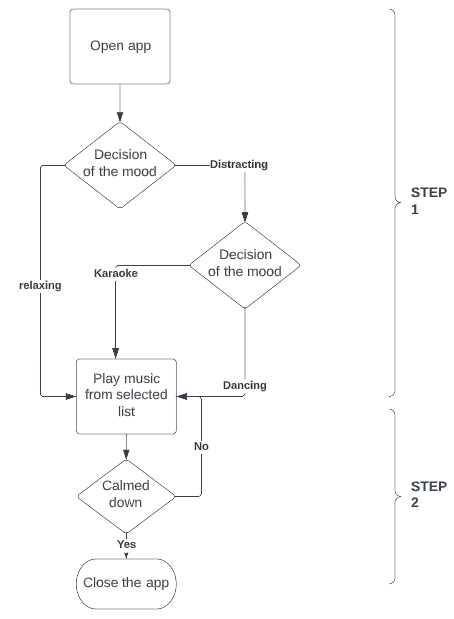 Open app
Decision
of the mood
Distracting
STEP
1
Decision
of the mood
Karaoke
relaxing
Play music
from selected
list
Dancing
No
Calmed
down
STEP
2
Yes
Close the app